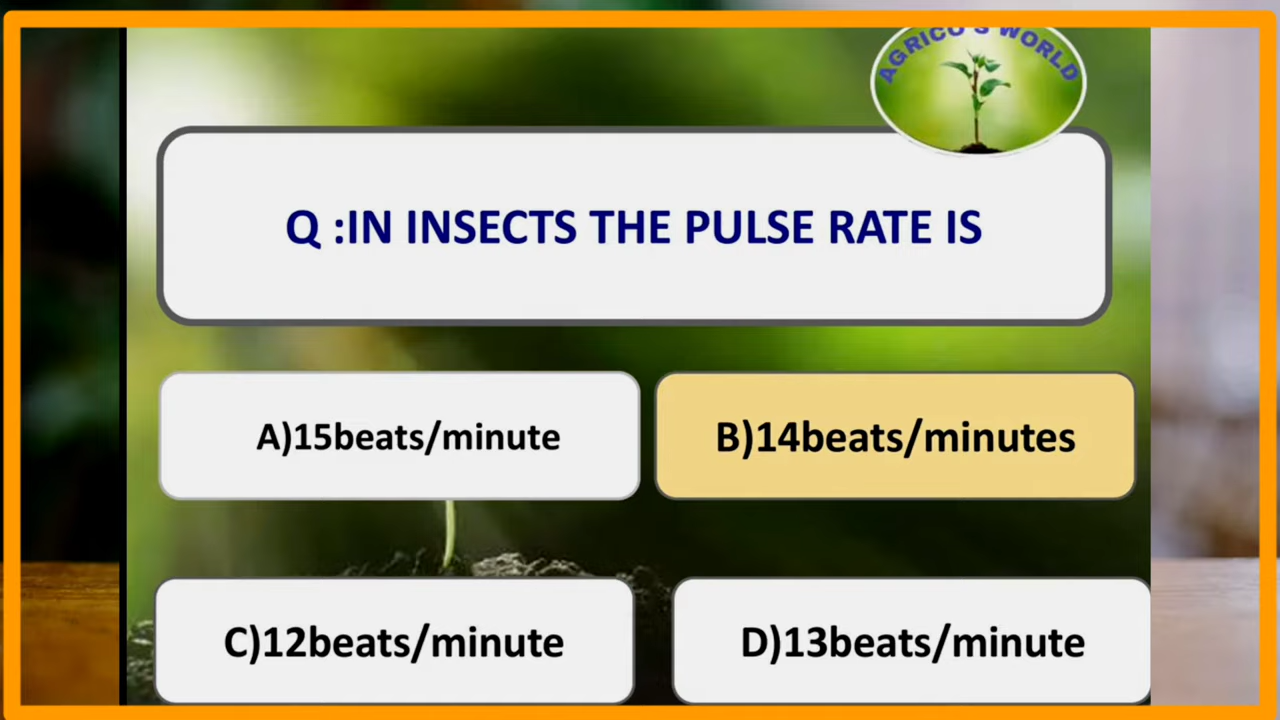 AGRICO'S WORLD
Q :IN INSECTS THE PULSE RATE IS
A)15beats/minute
B)14beats/minutes
C)12beats/minute
D)13beats/minute